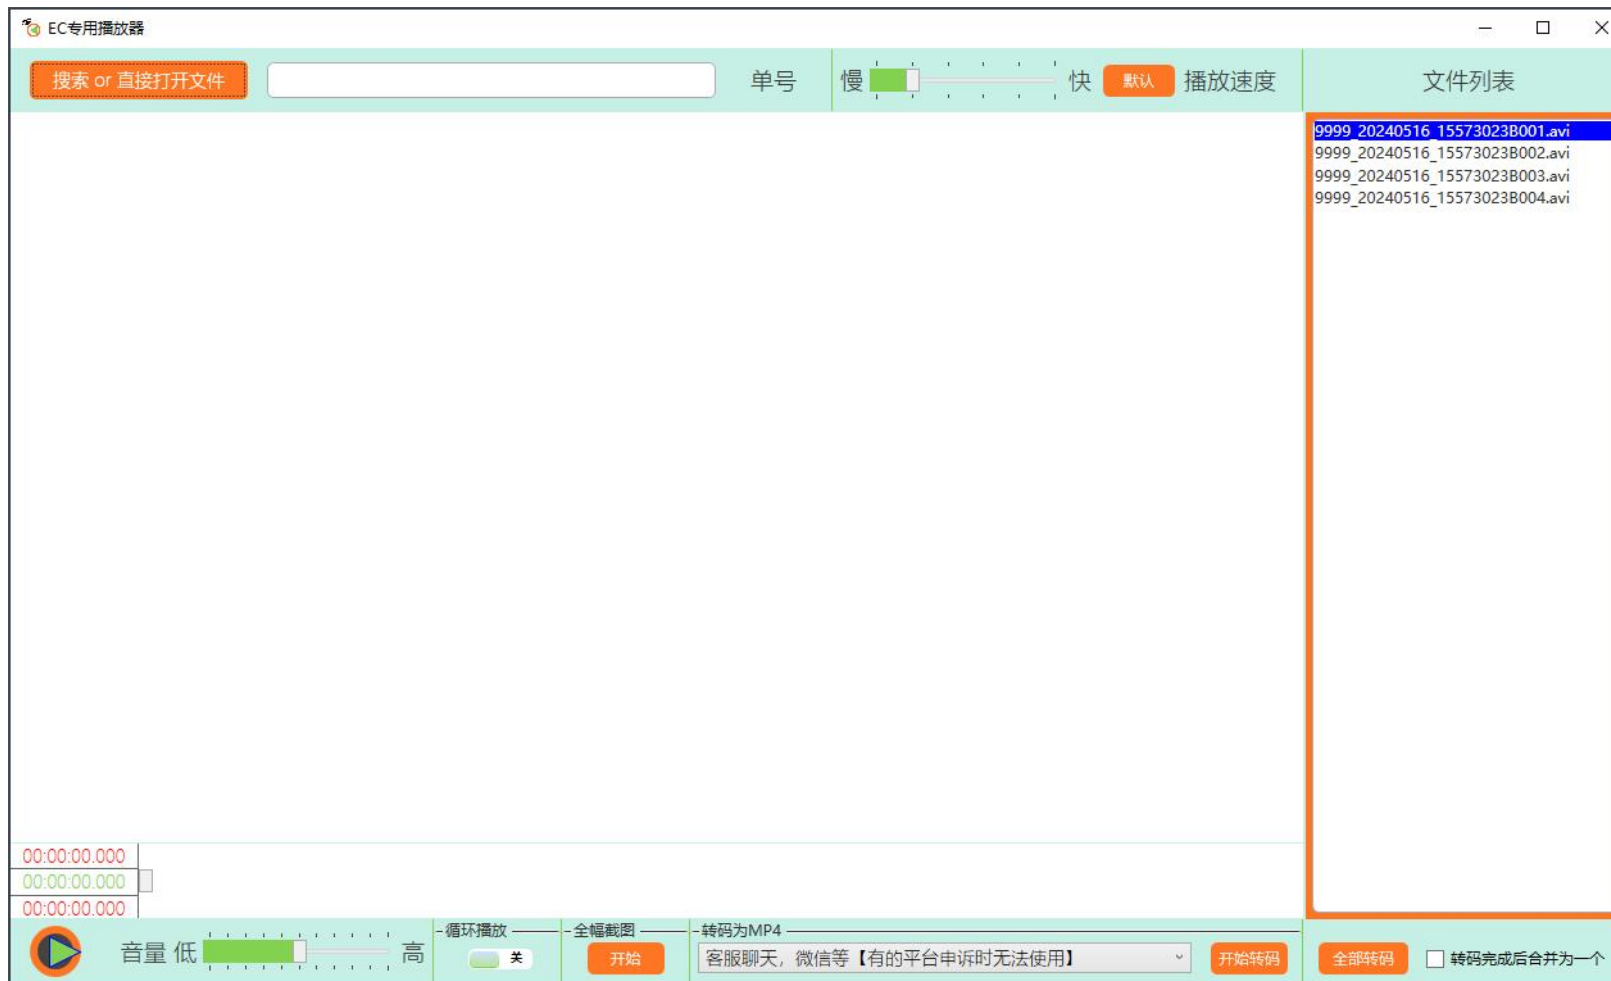 EC专用播放器
搜索 or 直接打开文件
单号
慢
快
默认
播放速度
文件列表
9999_20240516_15573023B001.avi
9999_20240516_15573023B002.avi
9999_20240516_15573023B003.avi
9999_20240516_15573023B004.avi
00:00:00.000
00:00:00.000
00:00:00.000
音量 低
高
循环播放
关
全幅截图
开始
转码为MP4
客服聊天，微信等【有的平台申诉时无法使用】
开始转码
全部转码
转码完成后合并为一个